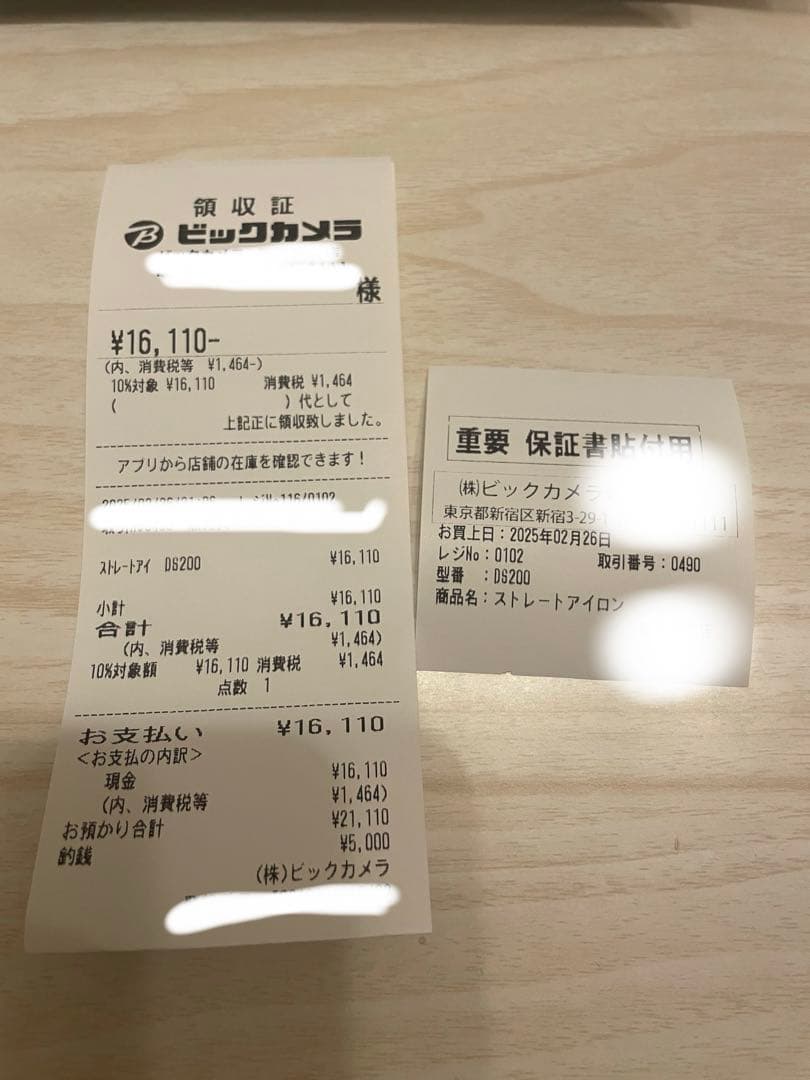 領収証
ビックカメラ
様
¥16,110-
(内、消費税等 ¥1,464-)
10%対象 ¥16,110 消費税 ¥1,464
( )代として
上記正に領収致しました。
アプリから店舗の在庫を確認できます!
ストレートアイ DS200 ¥16,110
小計 ¥16,110
合計 ¥16,110
(内、消費税等 ¥1,464)
10%対象額 ¥16,110 消費税 ¥1,464
点数 1
お支払い ¥16,110
<お支払の内訳>
現金 ¥16,110
(内、消費税等 ¥1,464)
お預かり合計 ¥21,110
釣銭 ¥5,000
(株)ビックカメラ
重要 保証書貼付用
(株)ビックカメラ
東京都新宿区新宿3-29-1
お買上日:2025年02月26日
レジNo:0102 取引番号:0490
型番 :DS200
商品名:ストレートアイロン